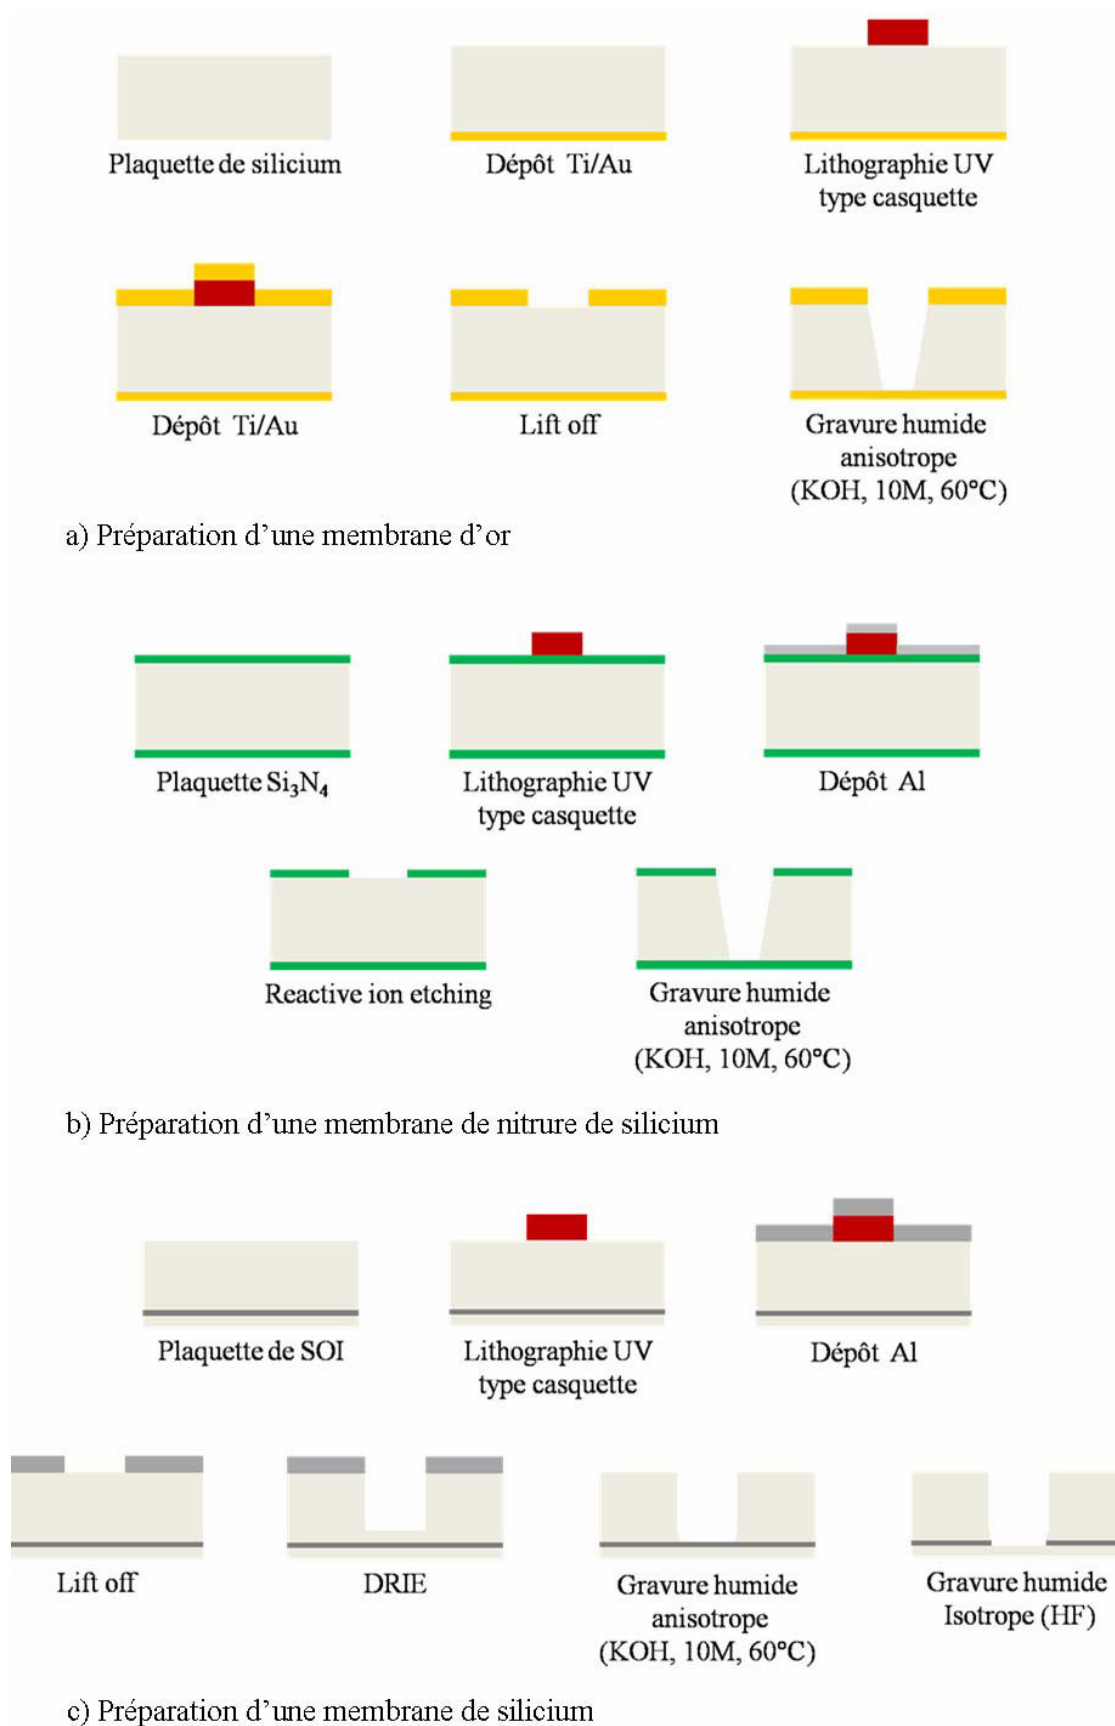 Plaquette de silicium
Dépôt Ti/Au
Lithographie UV
type casquette
Dépôt Ti/Au
Lift off
Gravure humide
anisotrope
(KOH, 10M, 60°C)
a) Préparation d’une membrane d’or
Plaquette Si₃N₄
Lithographie UV
type casquette
Dépôt Al
Reactive ion etching
Gravure humide
anisotrope
(KOH, 10M, 60°C)
b) Préparation d’une membrane de nitrure de silicium
Plaquette de SOI
Lithographie UV
type casquette
Dépôt Al
Lift off
DRIE
Gravure humide
anisotrope
(KOH, 10M, 60°C)
Gravure humide
Isotrope (HF)
c) Préparation d’une membrane de silicium